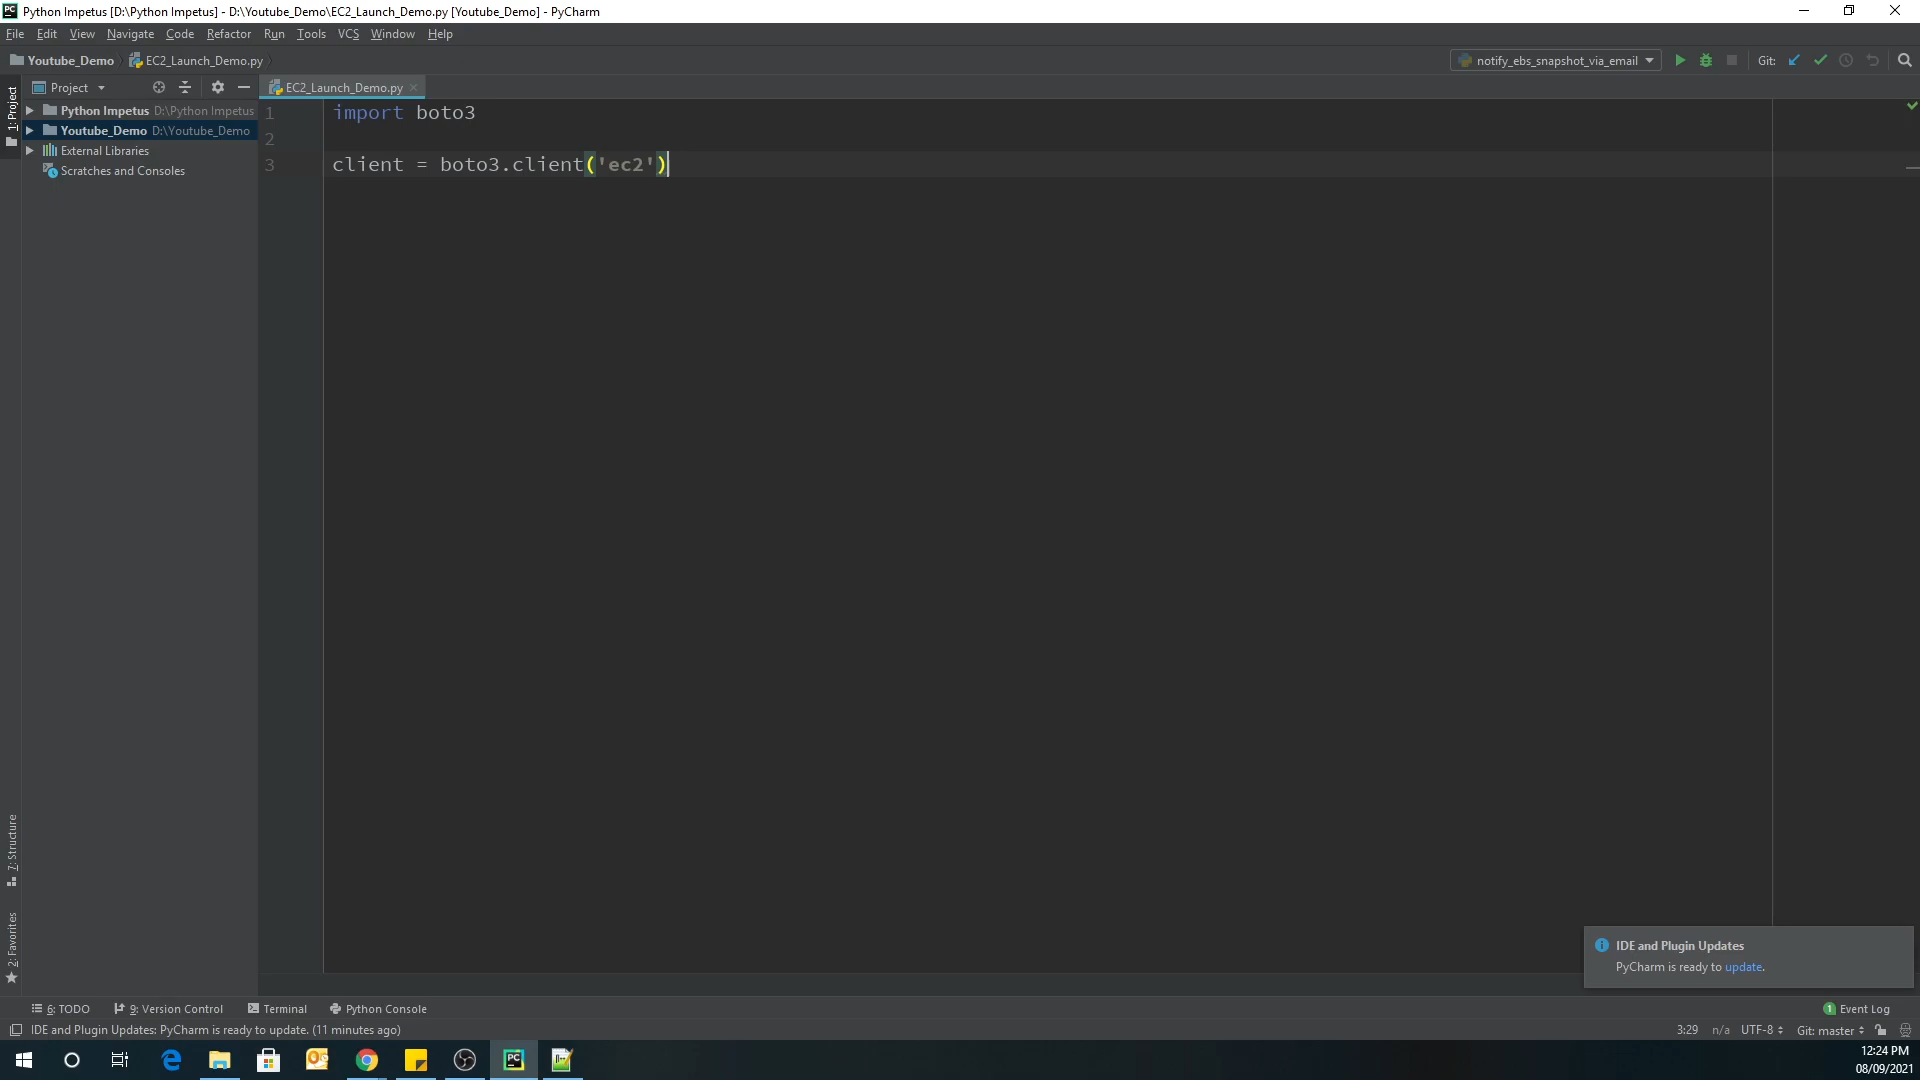 Python Impetus [D:\Python Impetus] - D:\Youtube_Demo\EC2_Launch_Demo.py [Youtube_Demo] - PyCharm
File Edit View Navigate Code Refactor Run Tools VCS Window Help
Youtube_Demo EC2_Launch_Demo.py notify_ebs_snapshot_via_email Git:
Project EC2_Launch_Demo.py
1: Project
Python Impetus D:\Python Impetus
Youtube_Demo D:\Youtube_Demo
External Libraries
Scratches and Consoles
1 import boto3
2
3 client = boto3.client('ec2')
7: Structure
2: Favorites
IDE and Plugin Updates
PyCharm is ready to update.
6: TODO 9: Version Control Terminal Python Console 1 Event Log
IDE and Plugin Updates: PyCharm is ready to update. (11 minutes ago) 3:29 n/a UTF-8 Git: master
12:24 PM
08/09/2021